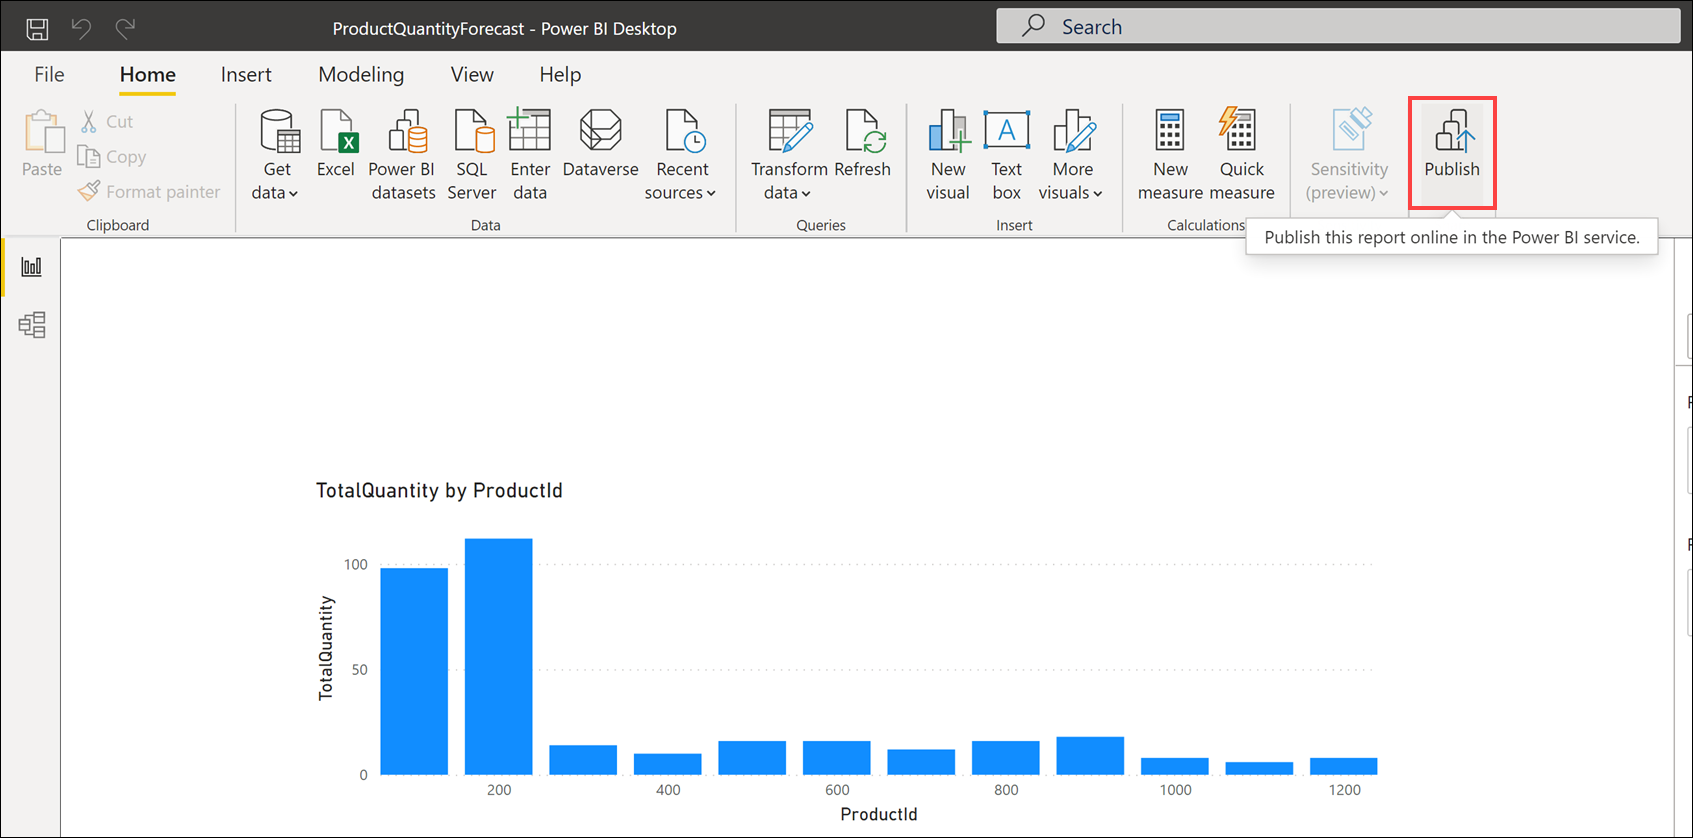 ProductQuantityForecast - Power BI Desktop
Search
File
Home
Insert
Modeling
View
Help
Paste
Cut
Copy
Format painter
Clipboard
Get
data
Excel
Power BI
datasets
SQL
Server
Enter
data
Dataverse
Recent
sources
Data
Transform
data
Refresh
Queries
New
visual
A
Text
box
More
visuals
Insert
New
measure
Quick
measure
Calculations
Sensitivity
(preview)
Publish
Publish this report online in the Power BI service.
TotalQuantity by ProductId
TotalQuantity
100
50
0
200
400
600
800
1000
1200
ProductId